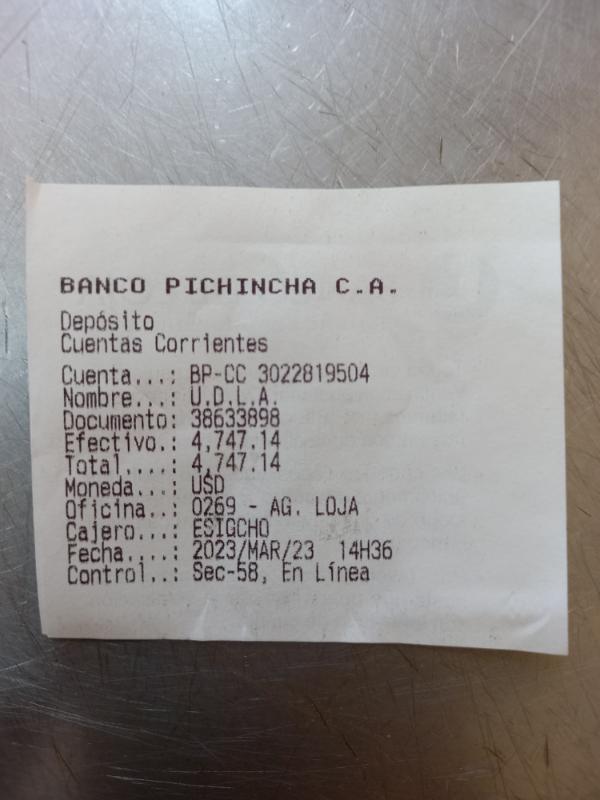 BANCO PICHINCHA C.A.
Depósito
Cuentas Corrientes
Cuenta...: BP-CC 3022819504
Nombre...: U.D.L.A.
Documento: 38633898
Efectivo.: 4,747.14
Total....: 4,747.14
Moneda...: USD
Oficina..: 0269 - AG. LOJA
Cajero...: ESIGCHO
Fecha....: 2023/MAR/23 14H36
Control..: Sec-58, En Línea